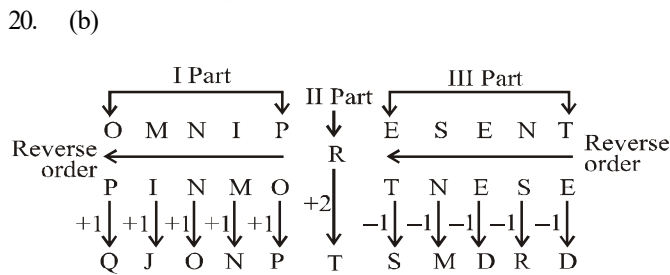 20. (b)
I Part II Part III Part
O M N I P R E S E N T
Reverse order Reverse order
P I N M O T N E S E
+1 +1 +1 +1 +1 +2 –1 –1 –1 –1 –1
Q J O N P T S M D R D